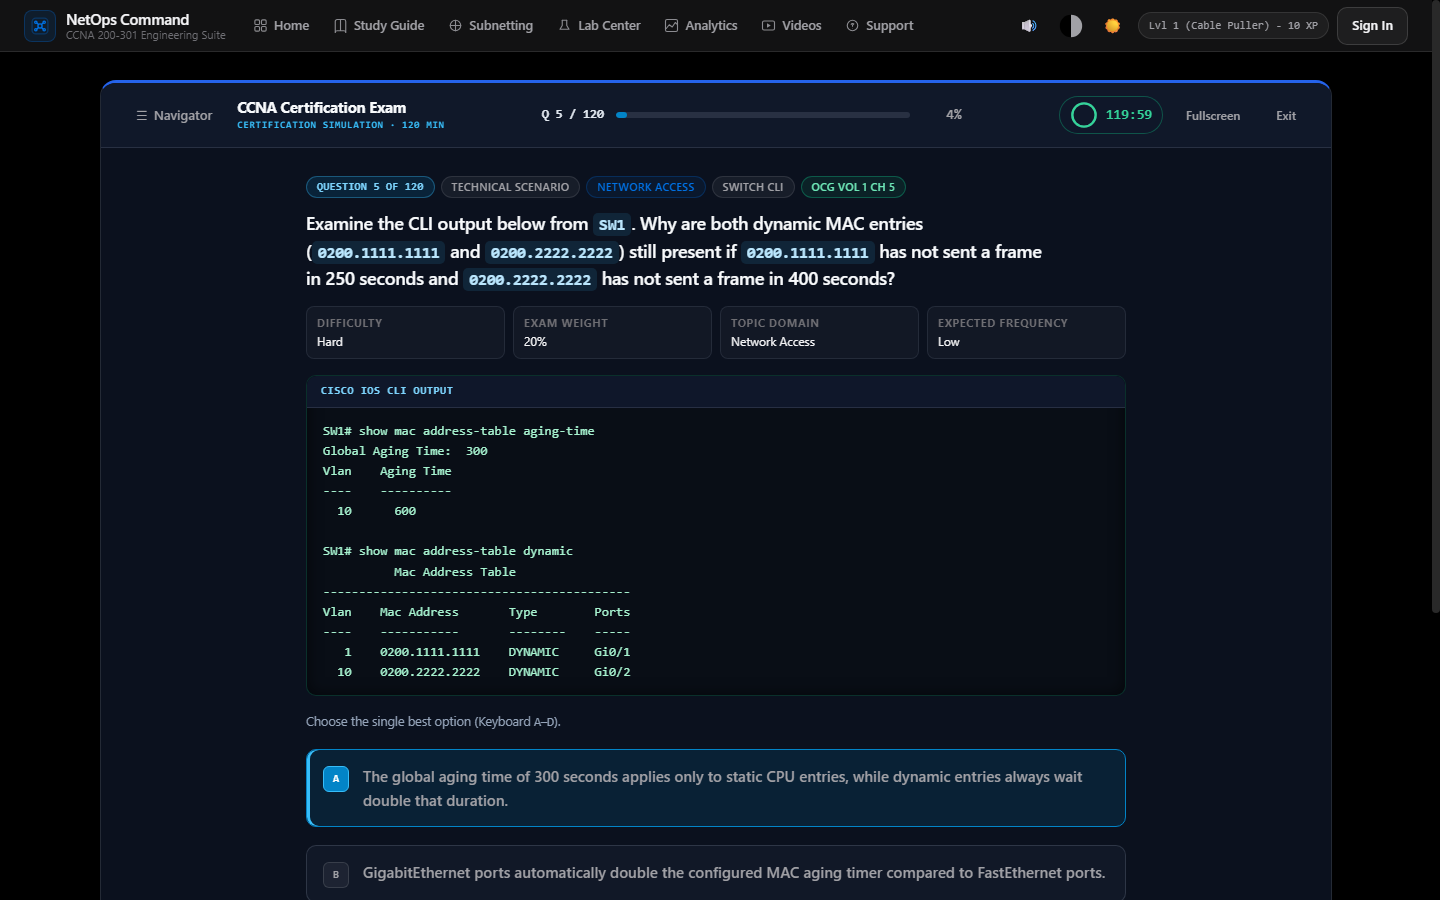 NetOps Command
CCNA 200-301 Engineering Suite
Home
Study Guide
Subnetting
Lab Center
Analytics
Videos
Support
Lvl 1 (Cable Puller) - 10 XP
Sign In
☰ Navigator
CCNA Certification Exam
CERTIFICATION SIMULATION · 120 MIN
Q 5 / 120
4%
119:59
Fullscreen
Exit
QUESTION 5 OF 120
TECHNICAL SCENARIO
NETWORK ACCESS
SWITCH CLI
OCG VOL 1 CH 5
Examine the CLI output below from SW1. Why are both dynamic MAC entries
(0200.1111.1111 and 0200.2222.2222) still present if 0200.1111.1111 has not sent a frame
in 250 seconds and 0200.2222.2222 has not sent a frame in 400 seconds?
DIFFICULTY
Hard
EXAM WEIGHT
20%
TOPIC DOMAIN
Network Access
EXPECTED FREQUENCY
Low
CISCO IOS CLI OUTPUT
SW1# show mac address-table aging-time
Global Aging Time:  300
Vlan    Aging Time
----    ----------
  10      600
SW1# show mac address-table dynamic
          Mac Address Table
-------------------------------------------
Vlan    Mac Address       Type        Ports
----    -----------       --------    -----
   1    0200.1111.1111    DYNAMIC     Gi0/1
  10    0200.2222.2222    DYNAMIC     Gi0/2
Choose the single best option (Keyboard A–D).
A
The global aging time of 300 seconds applies only to static CPU entries, while dynamic entries always wait
double that duration.
B
GigabitEthernet ports automatically double the configured MAC aging timer compared to FastEthernet ports.